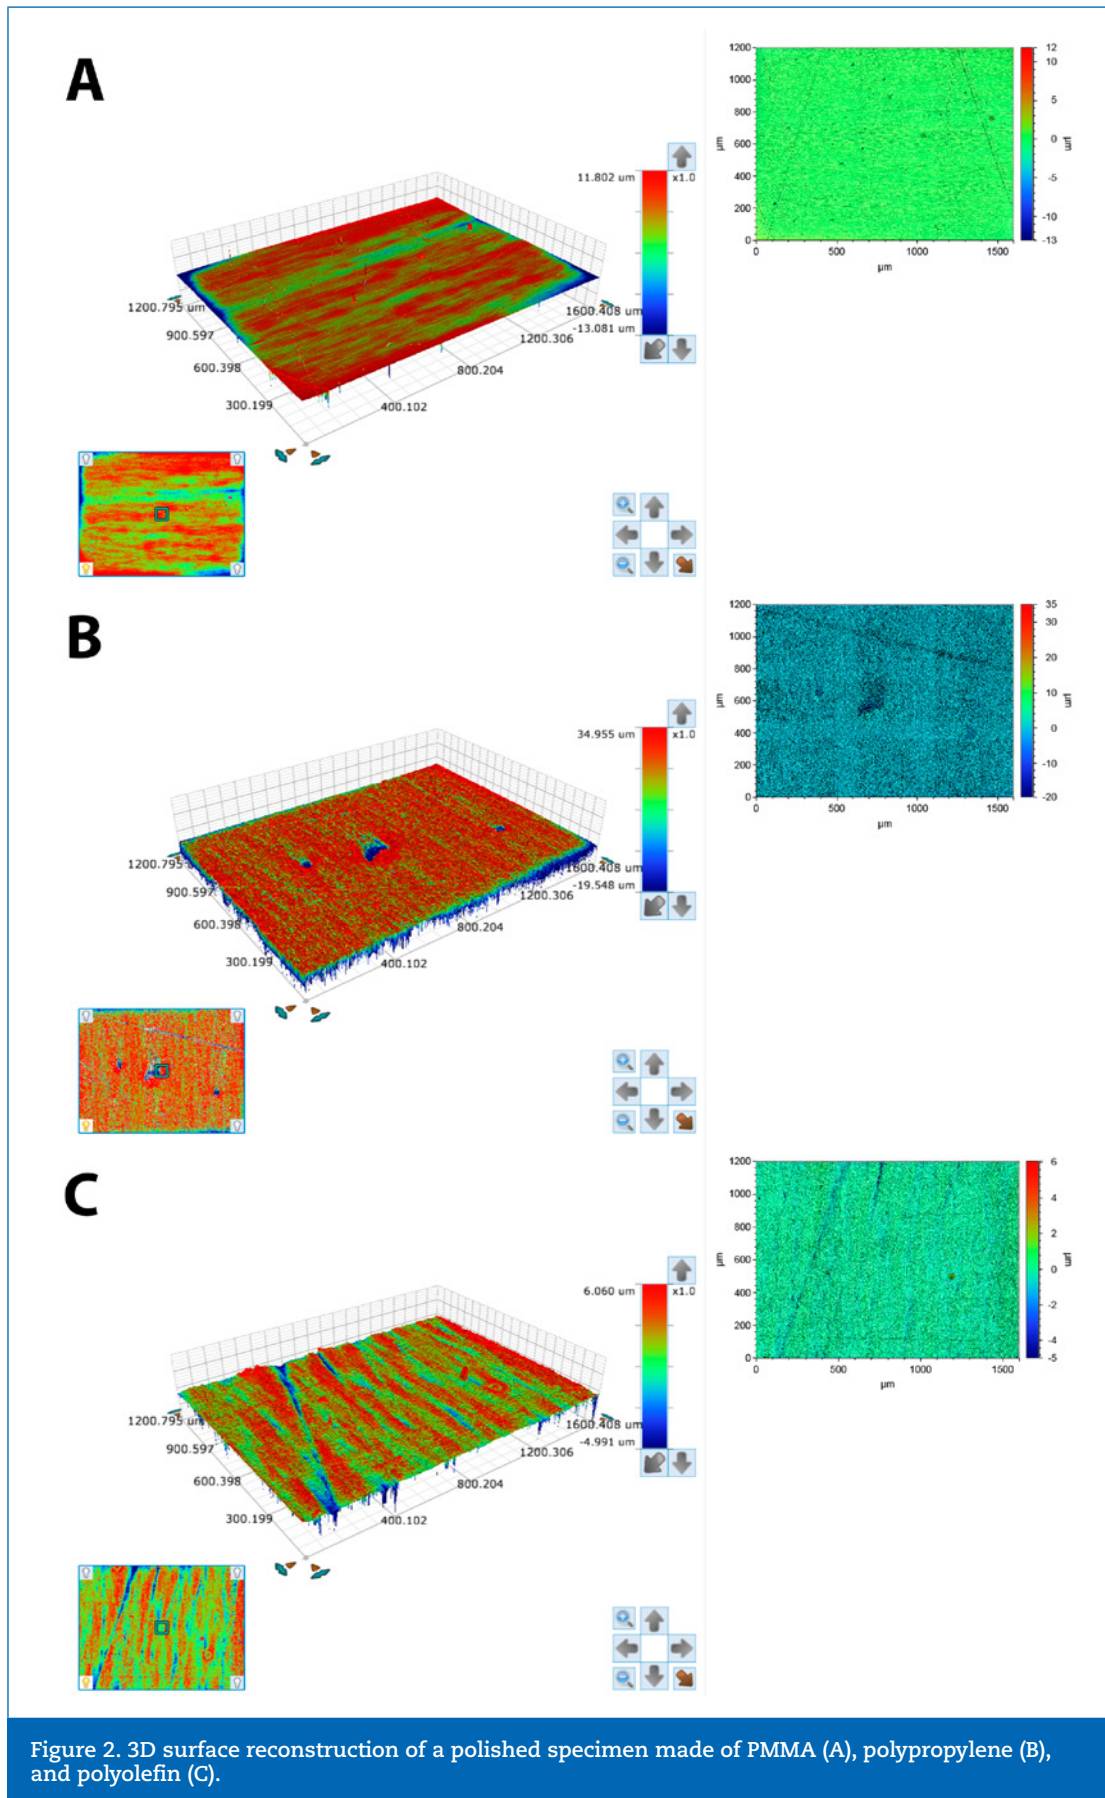 A
11.802 um
x1.0
1200.795 um
900.597
600.398
300.199
400.102
800.204
1200.306
1600.408 um
-13.081 um
1200
1000
800
600
400
200
0
µm
0
500
1000
1500
µm
12
10
5
0
-5
-10
-13
µm
B
34.955 um
x1.0
1200.795
900.597
600.398
300.199
400.102
800.204
1200.306
1600.408 um
-19.548 um
1200
1000
800
600
400
200
0
µm
0
500
1000
1500
µm
35
30
20
10
0
-10
-20
µm
C
6.060 um
x1.0
1200.795 um
900.597
600.398
300.199
400.102
800.204
1200.306
1600.408 um
-4.991 um
1200
1000
800
600
400
200
0
µm
0
500
1000
1500
µm
6
4
2
0
-2
-4
-5
µm
Figure 2. 3D surface reconstruction of a polished specimen made of PMMA (A), polypropylene (B),
and polyolefin (C).